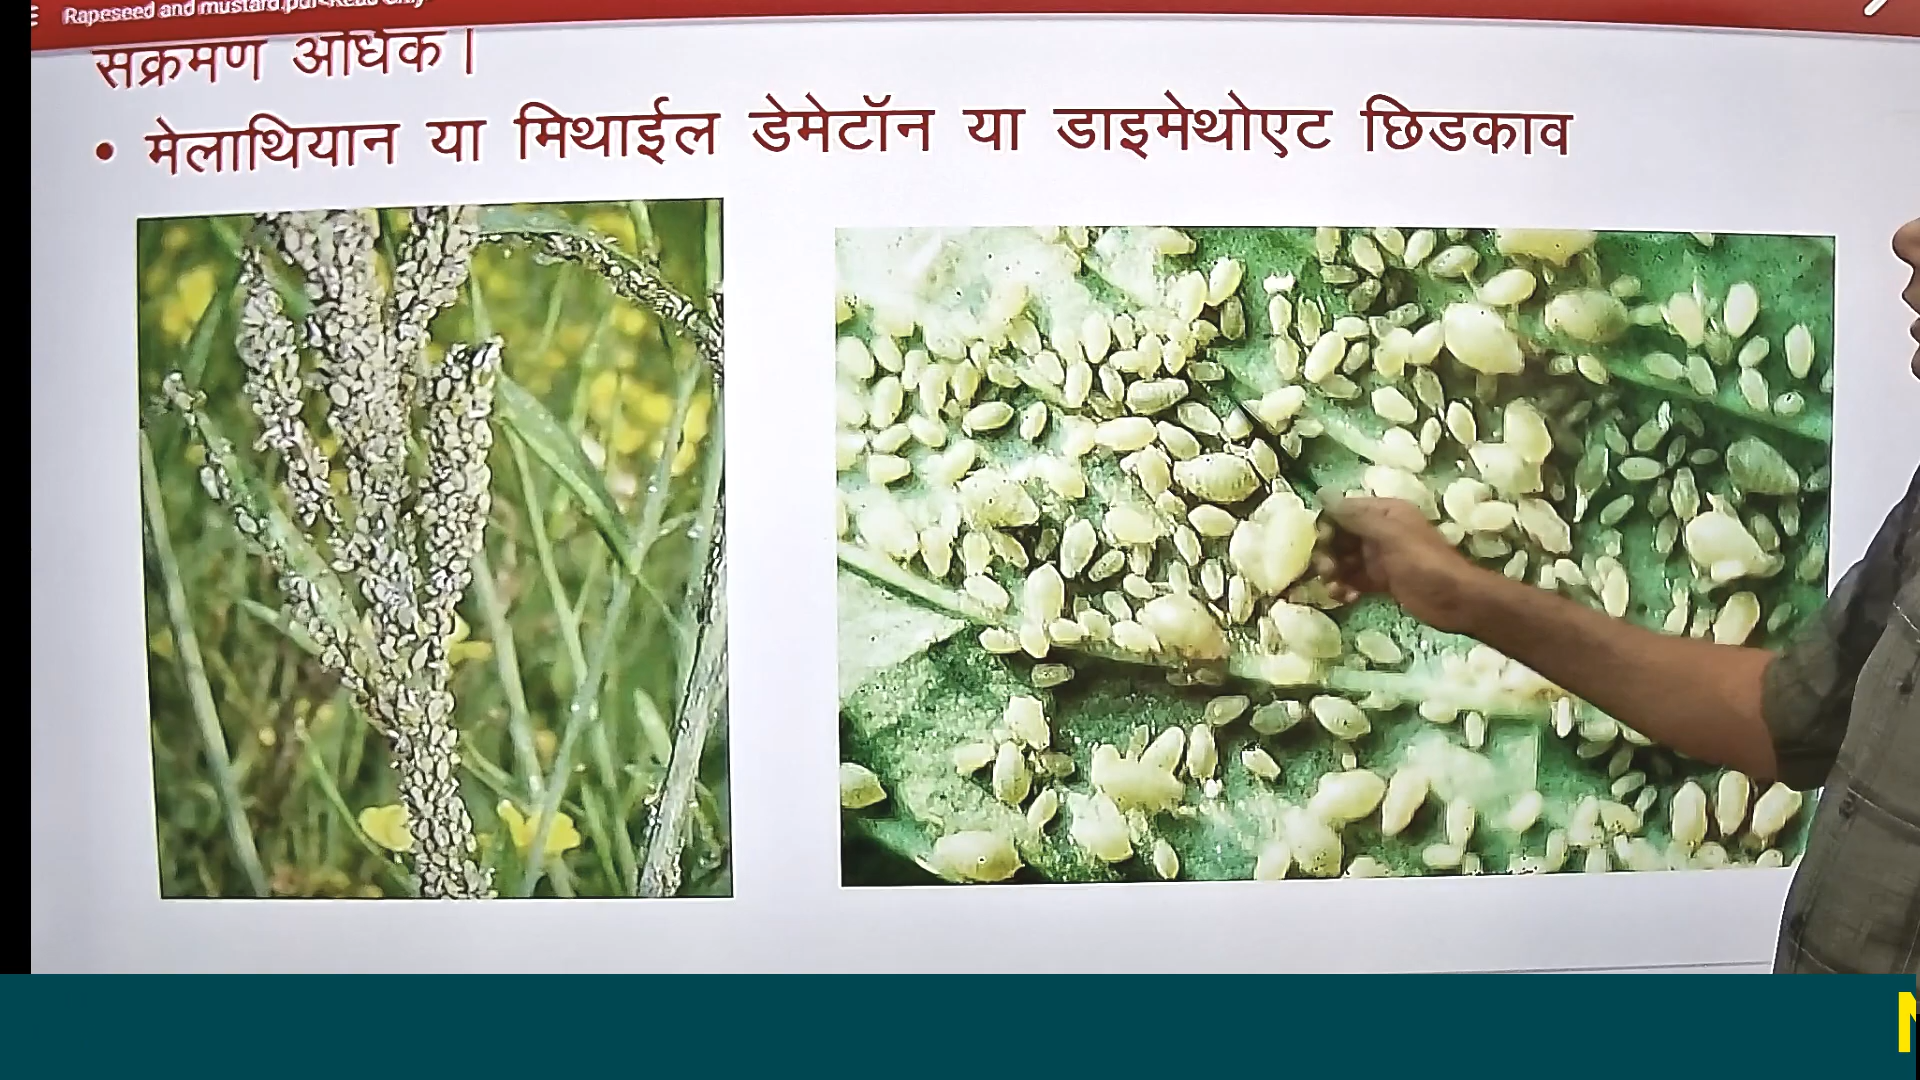 Rapeseed and mustard.pdf
संक्रमण अधिक।
• मेलाथियान या मिथाईल डेमेटॉन या डाइमेथोएट छिडकाव